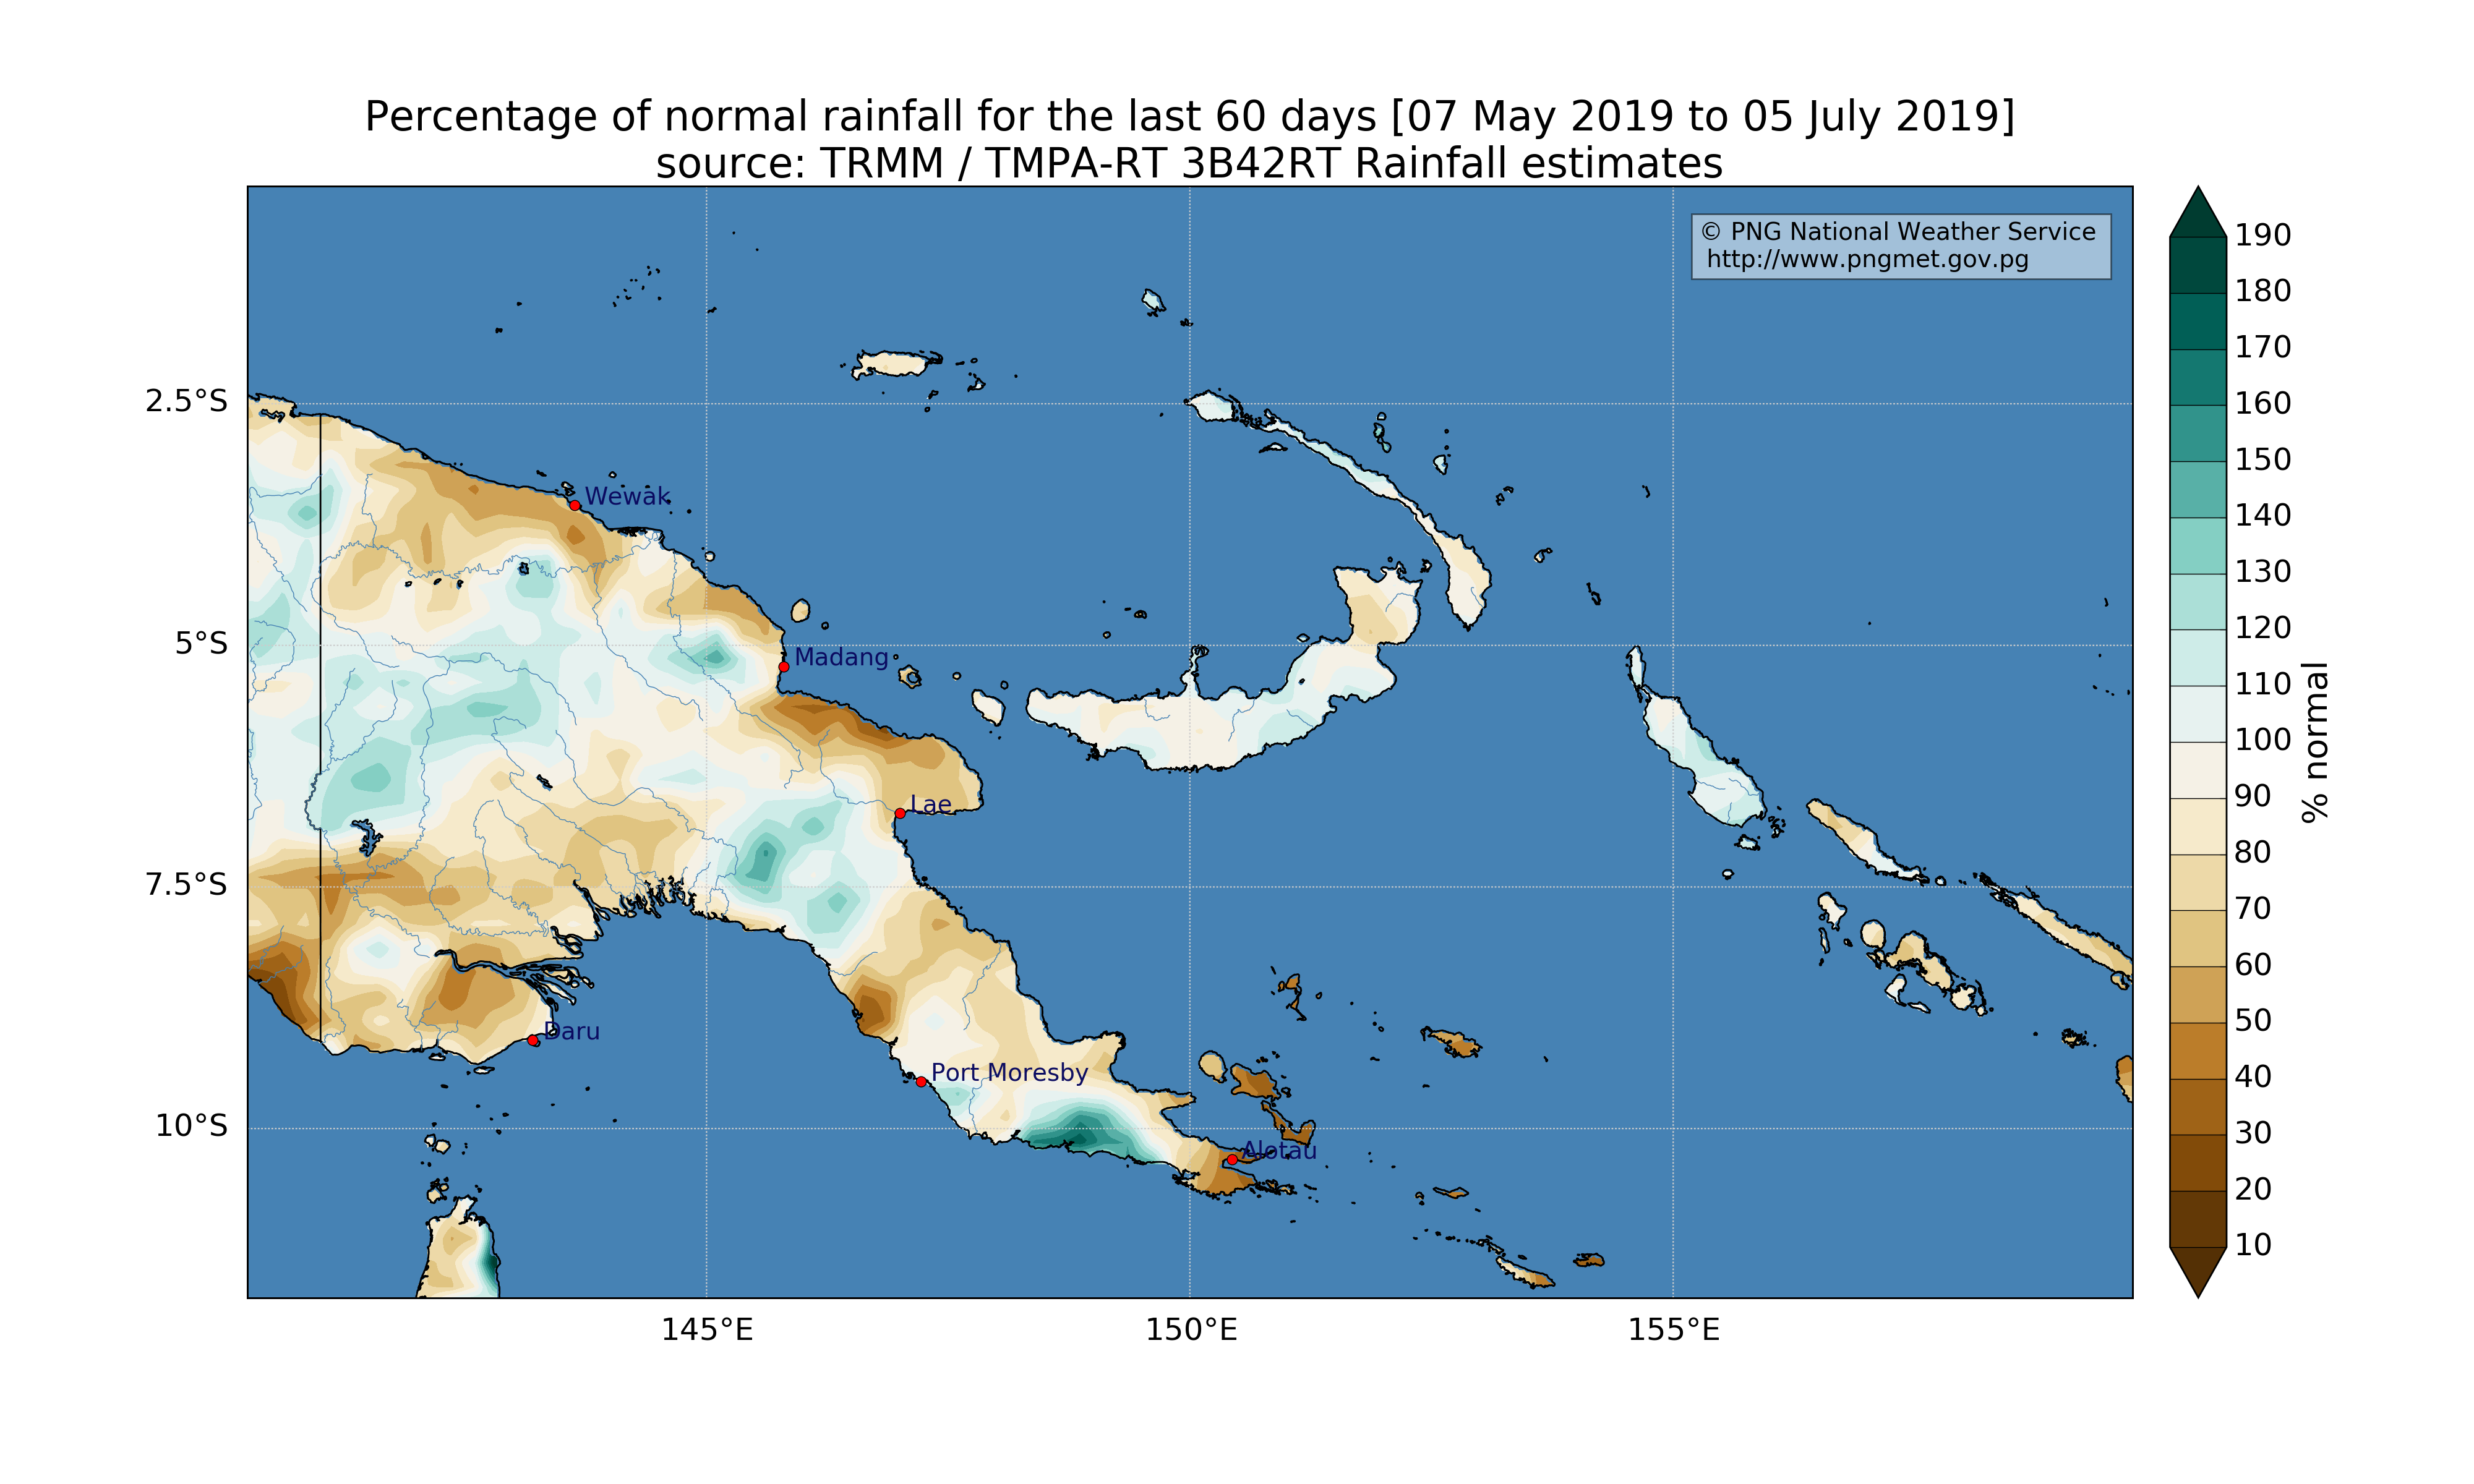 Percentage of normal rainfall for the last 60 days [07 May 2019 to 05 July 2019]
source: TRMM / TMPA-RT 3B42RT Rainfall estimates
© PNG National Weather Service
http://www.pngmet.gov.pg
2.5°S
5°S
7.5°S
10°S
145°E
150°E
155°E
Wewak
Madang
Lae
Daru
Port Moresby
Alotau
190
180
170
160
150
140
130
120
110
100
90
80
70
60
50
40
30
20
10
% normal